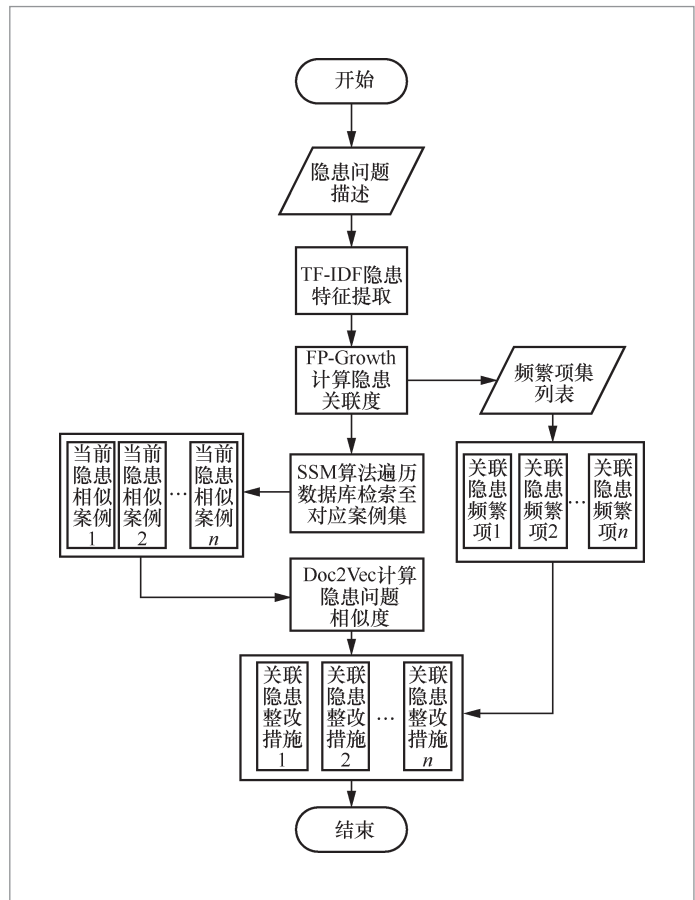 开始
隐患问题
描述
TF-IDF隐患
特征提取
FP-Growth
计算隐患
关联度
频繁项集
列表
SSM算法遍历
数据库检索至
对应案例集
当前
隐患
相似
案例
1
当前
隐患
相似
案例
2
…
当前
隐患
相似
案例
n
关联
隐患
频繁
项1
关联
隐患
频繁
项2
…
关联
隐患
频繁
项n
Doc2Vec计算
隐患问题
相似度
关联
隐患
整改
措施
1
关联
隐患
整改
措施
2
…
关联
隐患
整改
措施
n
结束